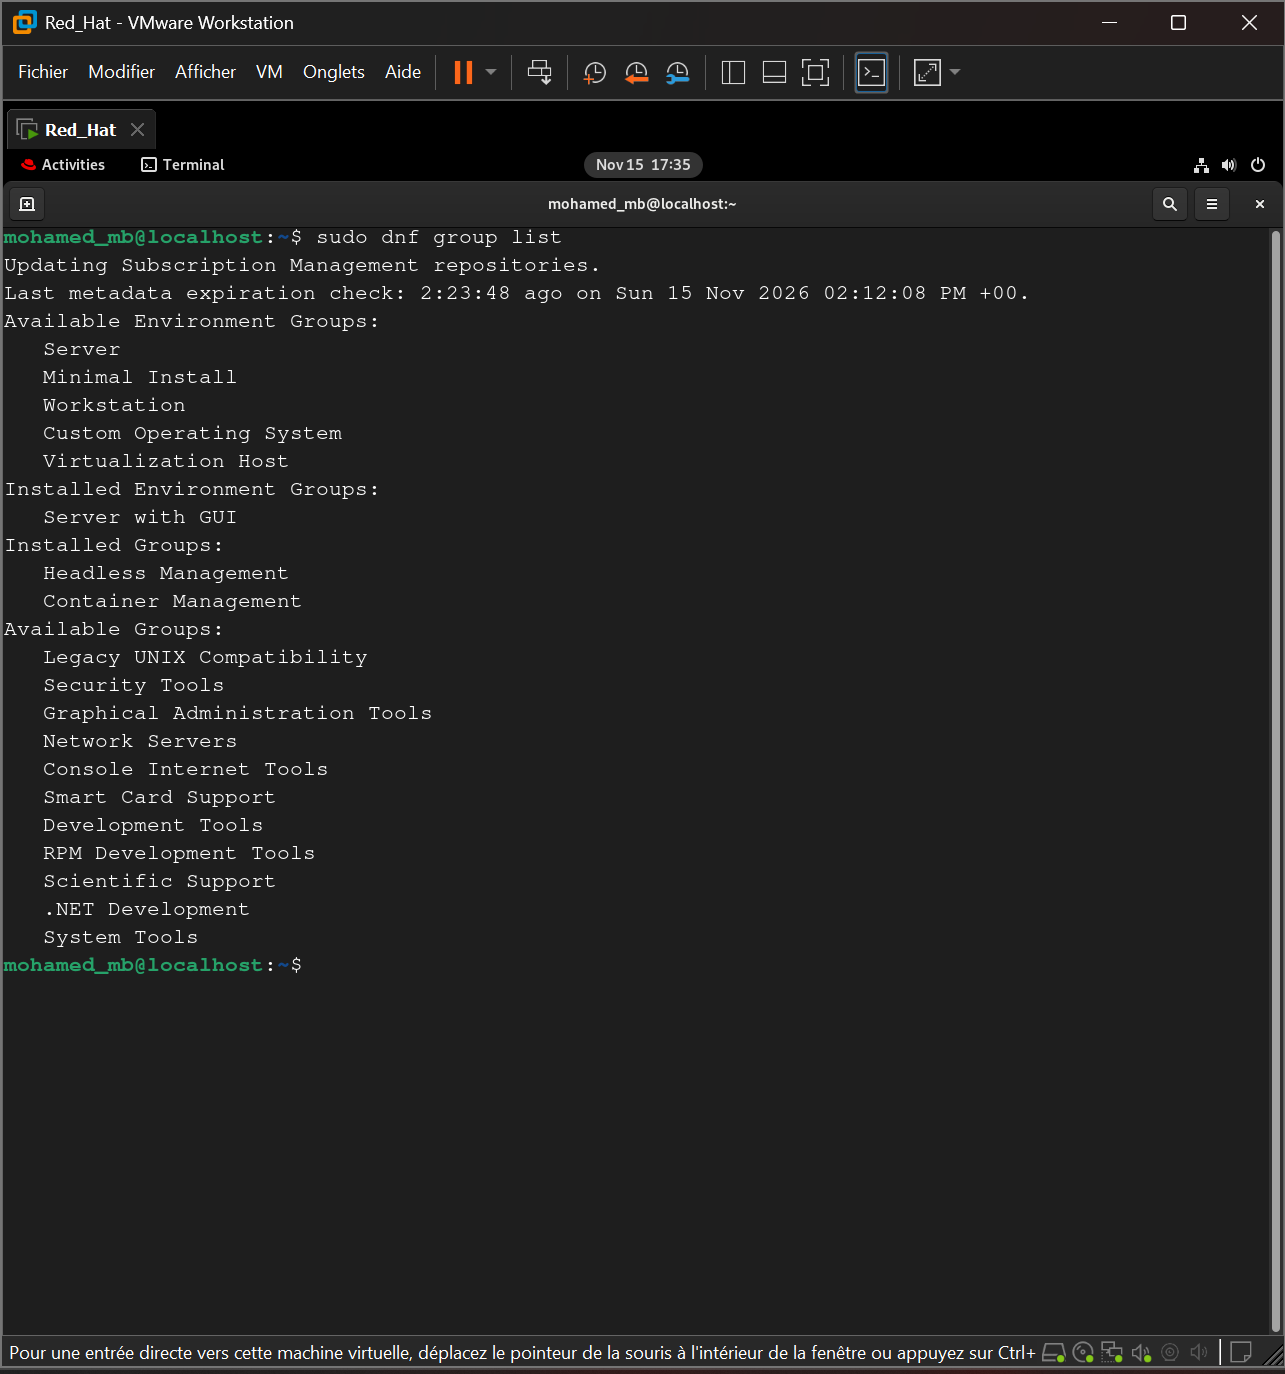 Red_Hat - VMware Workstation
Fichier Modifier Afficher VM Onglets Aide
Red_Hat
Activities Terminal Nov 15 17:35
mohamed_mb@localhost:~
mohamed_mb@localhost:~$ sudo dnf group list
Updating Subscription Management repositories.
Last metadata expiration check: 2:23:48 ago on Sun 15 Nov 2026 02:12:08 PM +00.
Available Environment Groups:
Server
Minimal Install
Workstation
Custom Operating System
Virtualization Host
Installed Environment Groups:
Server with GUI
Installed Groups:
Headless Management
Container Management
Available Groups:
Legacy UNIX Compatibility
Security Tools
Graphical Administration Tools
Network Servers
Console Internet Tools
Smart Card Support
Development Tools
RPM Development Tools
Scientific Support
.NET Development
System Tools
mohamed_mb@localhost:~$
Pour une entrée directe vers cette machine virtuelle, déplacez le pointeur de la souris à l'intérieur de la fenêtre ou appuyez sur Ctrl+